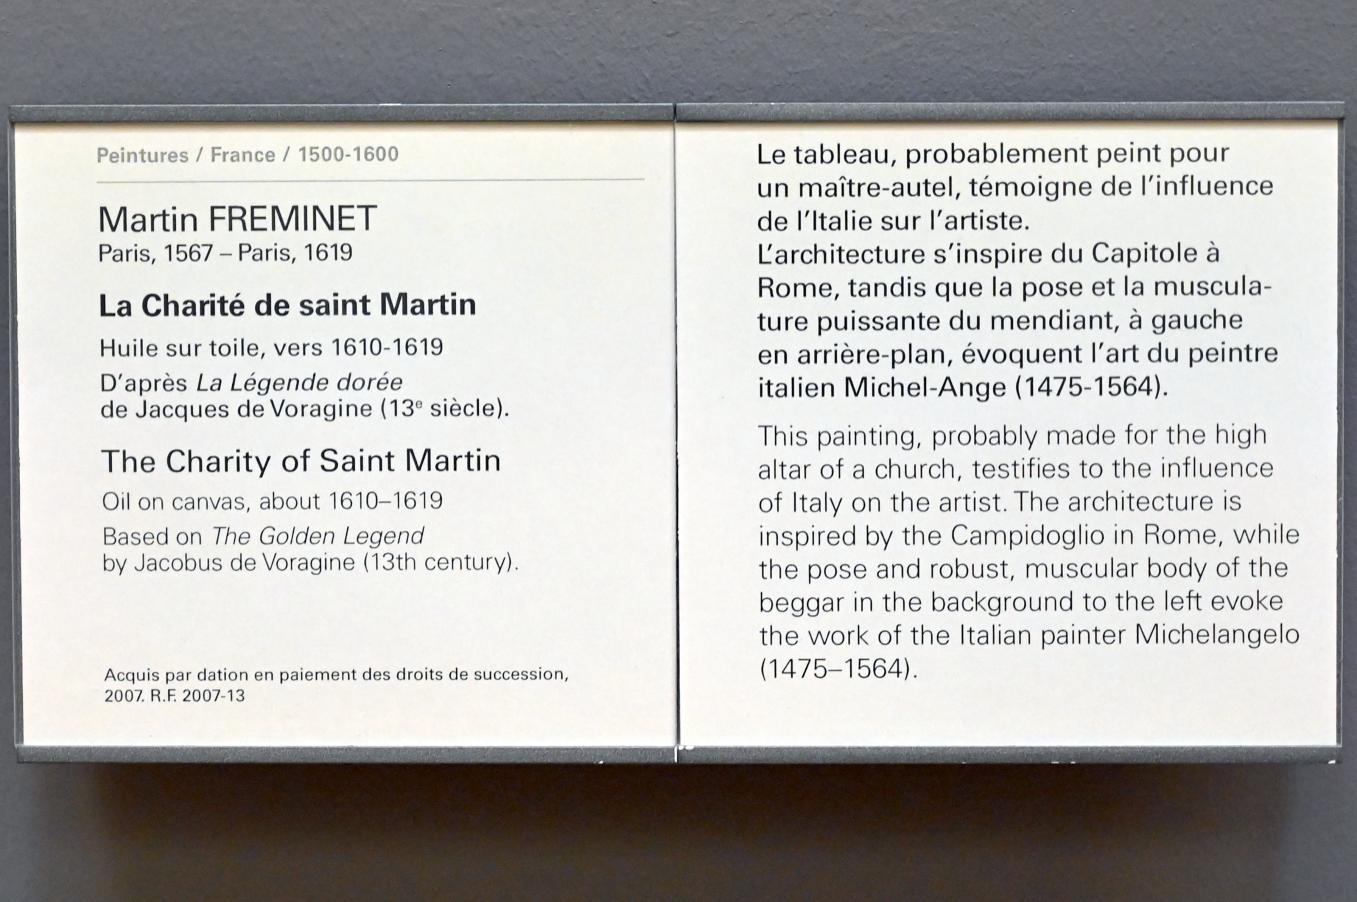 Peintures / France / 1500-1600
Martin FREMINET
Paris, 1567 – Paris, 1619
La Charité de saint Martin
Huile sur toile, vers 1610-1619
D'après La Légende dorée
de Jacques de Voragine (13e siècle).
The Charity of Saint Martin
Oil on canvas, about 1610–1619
Based on The Golden Legend
by Jacobus de Voragine (13th century).
Acquis par dation en paiement des droits de succession,
2007. R.F. 2007-13
Le tableau, probablement peint pour
un maître-autel, témoigne de l'influence
de l'Italie sur l'artiste.
L'architecture s'inspire du Capitole à
Rome, tandis que la pose et la muscula-
ture puissante du mendiant, à gauche
en arrière-plan, évoquent l'art du peintre
italien Michel-Ange (1475-1564).
This painting, probably made for the high
altar of a church, testifies to the influence
of Italy on the artist. The architecture is
inspired by the Campidoglio in Rome, while
the pose and robust, muscular body of the
beggar in the background to the left evoke
the work of the Italian painter Michelangelo
(1475–1564).